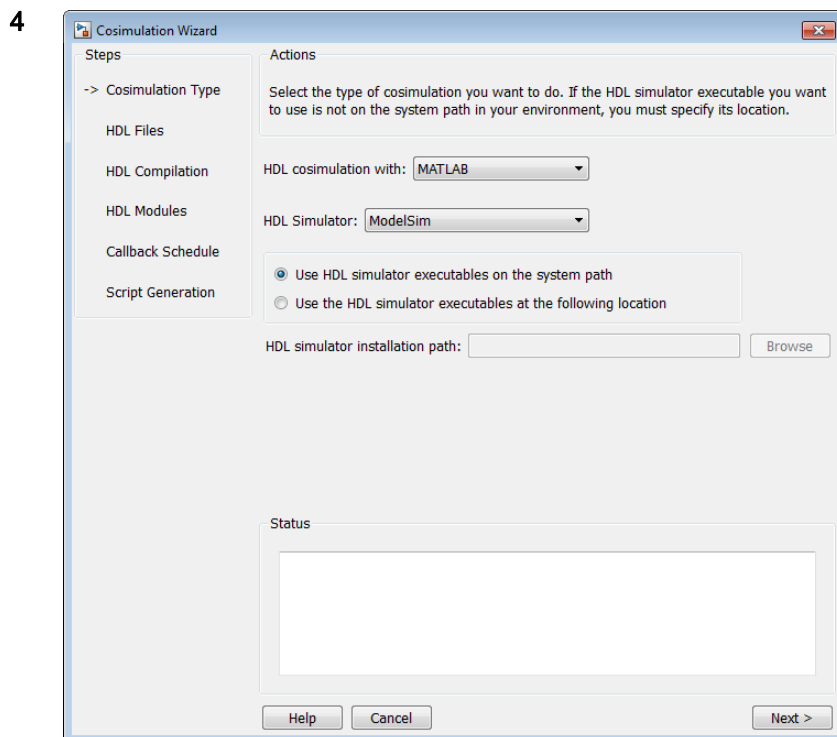 4
Cosimulation Wizard
Steps
-> Cosimulation Type
HDL Files
HDL Compilation
HDL Modules
Callback Schedule
Script Generation
Actions
Select the type of cosimulation you want to do. If the HDL simulator executable you want
to use is not on the system path in your environment, you must specify its location.
HDL cosimulation with: MATLAB
HDL Simulator: ModelSim
Use HDL simulator executables on the system path
Use the HDL simulator executables at the following location
HDL simulator installation path: Browse
Status
Help Cancel Next >